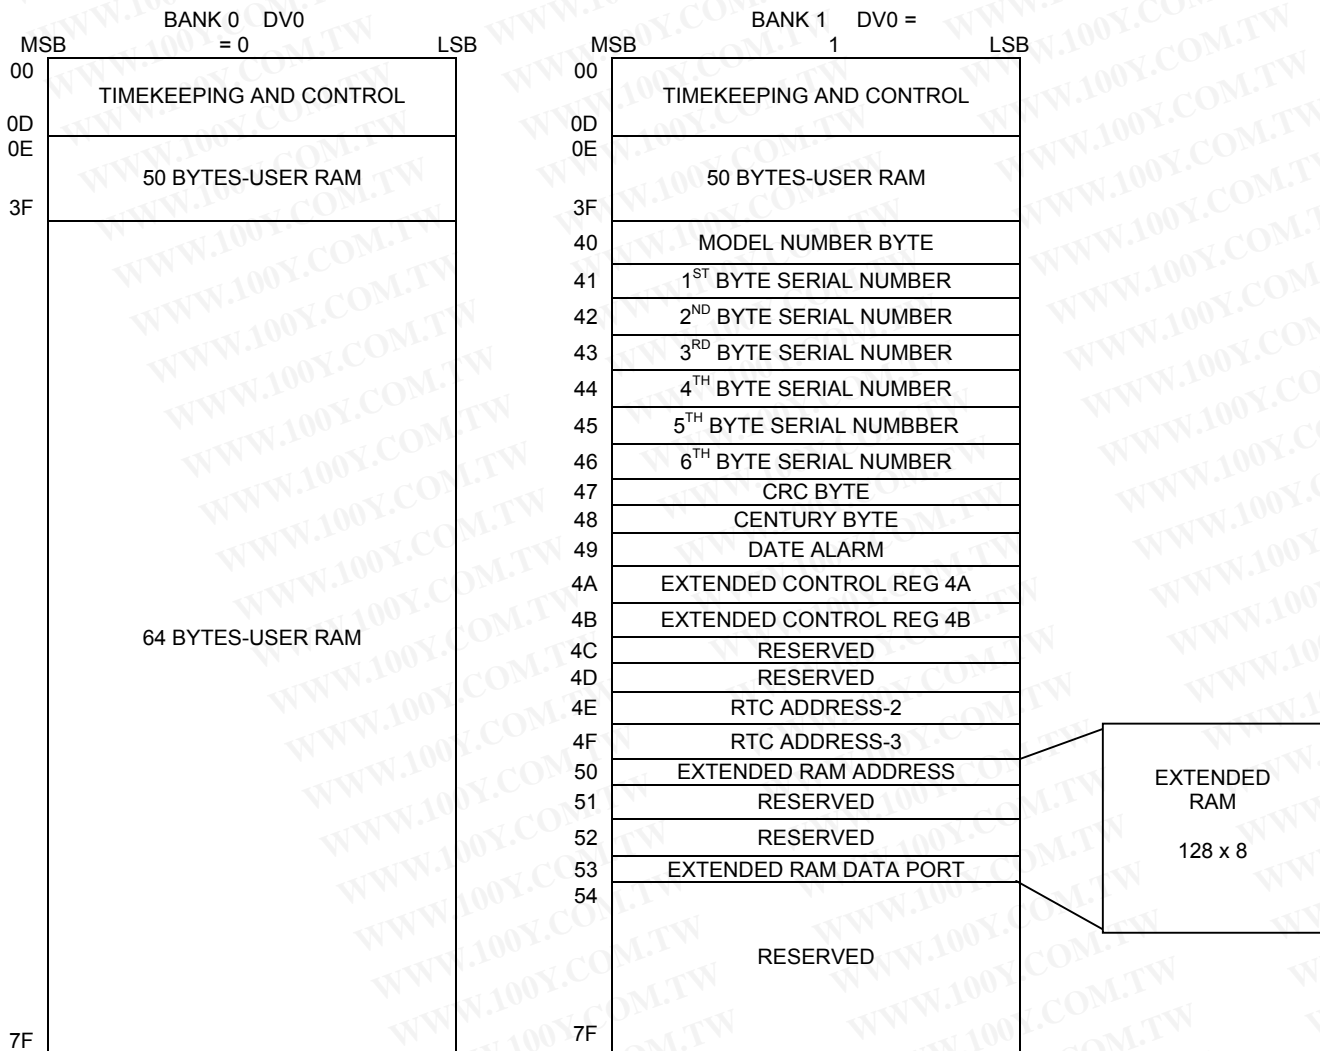 BANK 0 DV0
= 0
MSB
LSB
00
TIMEKEEPING AND CONTROL
0D
0E
50 BYTES-USER RAM
3F
64 BYTES-USER RAM
7F
BANK 1 DV0 =
1
MSB
LSB
00
TIMEKEEPING AND CONTROL
0D
0E
50 BYTES-USER RAM
3F
40 MODEL NUMBER BYTE
41 1ST BYTE SERIAL NUMBER
42 2ND BYTE SERIAL NUMBER
43 3RD BYTE SERIAL NUMBER
44 4TH BYTE SERIAL NUMBER
45 5TH BYTE SERIAL NUMBBER
46 6TH BYTE SERIAL NUMBER
47 CRC BYTE
48 CENTURY BYTE
49 DATE ALARM
4A EXTENDED CONTROL REG 4A
4B EXTENDED CONTROL REG 4B
4C RESERVED
4D RESERVED
4E RTC ADDRESS-2
4F RTC ADDRESS-3
50 EXTENDED RAM ADDRESS
51 RESERVED
52 RESERVED
53 EXTENDED RAM DATA PORT
54
RESERVED
7F
EXTENDED
RAM
128 x 8
WWW.100Y.COM.TW